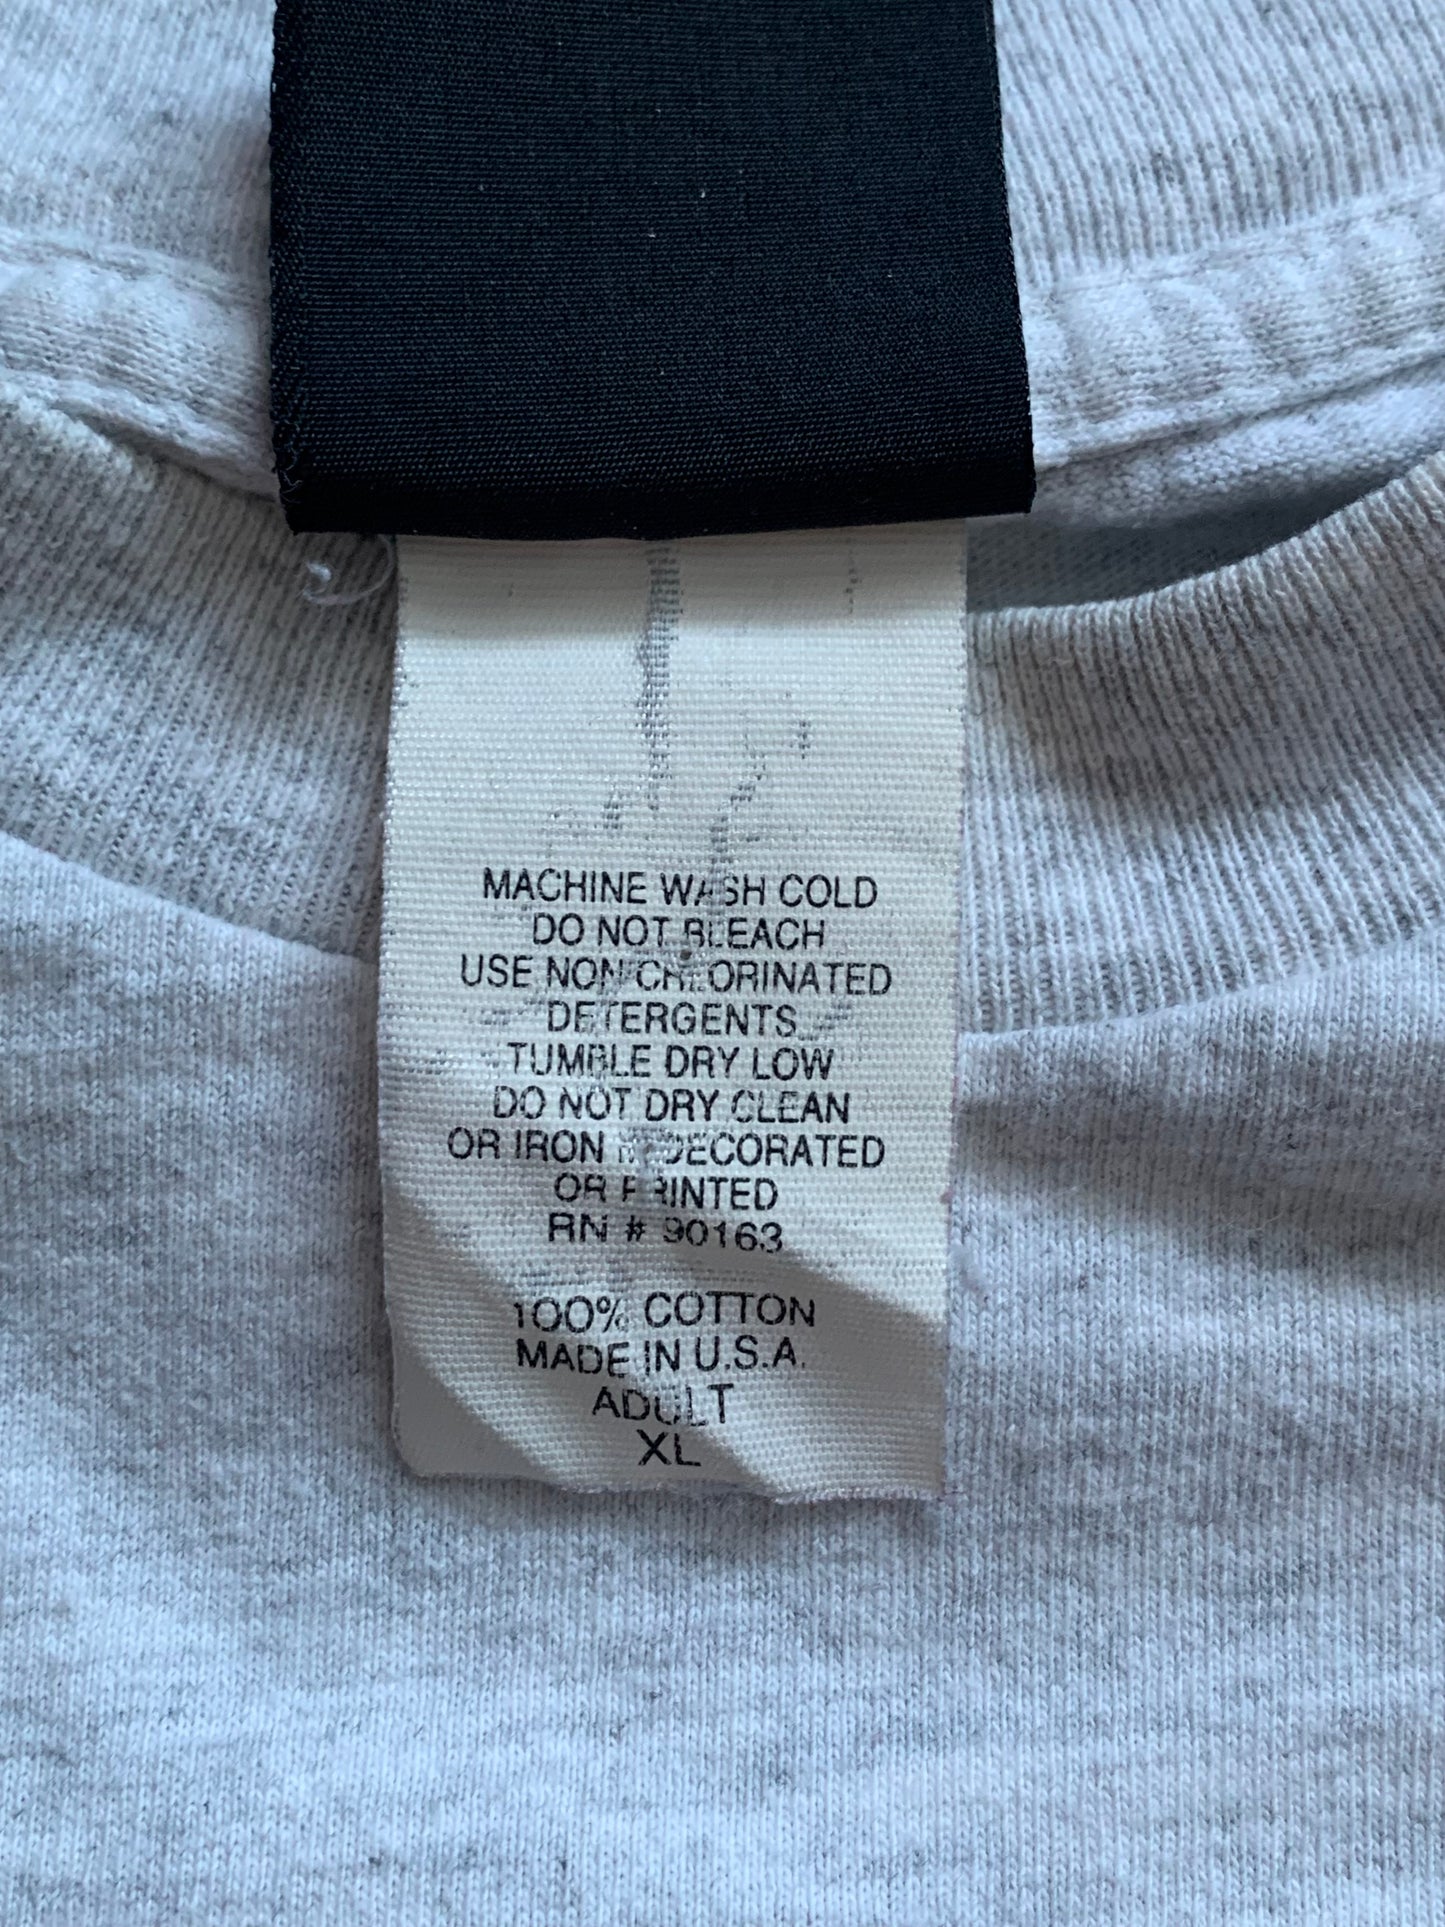 MACHINE WASH COLD
DO NOT BLEACH
USE NON CHLORINATED
DETERGENTS
TUMBLE DRY LOW
DO NOT DRY CLEAN
OR IRON IF DECORATED
OR PRINTED
RN # 90163
100% COTTON
MADE IN U.S.A.
ADULT
XL